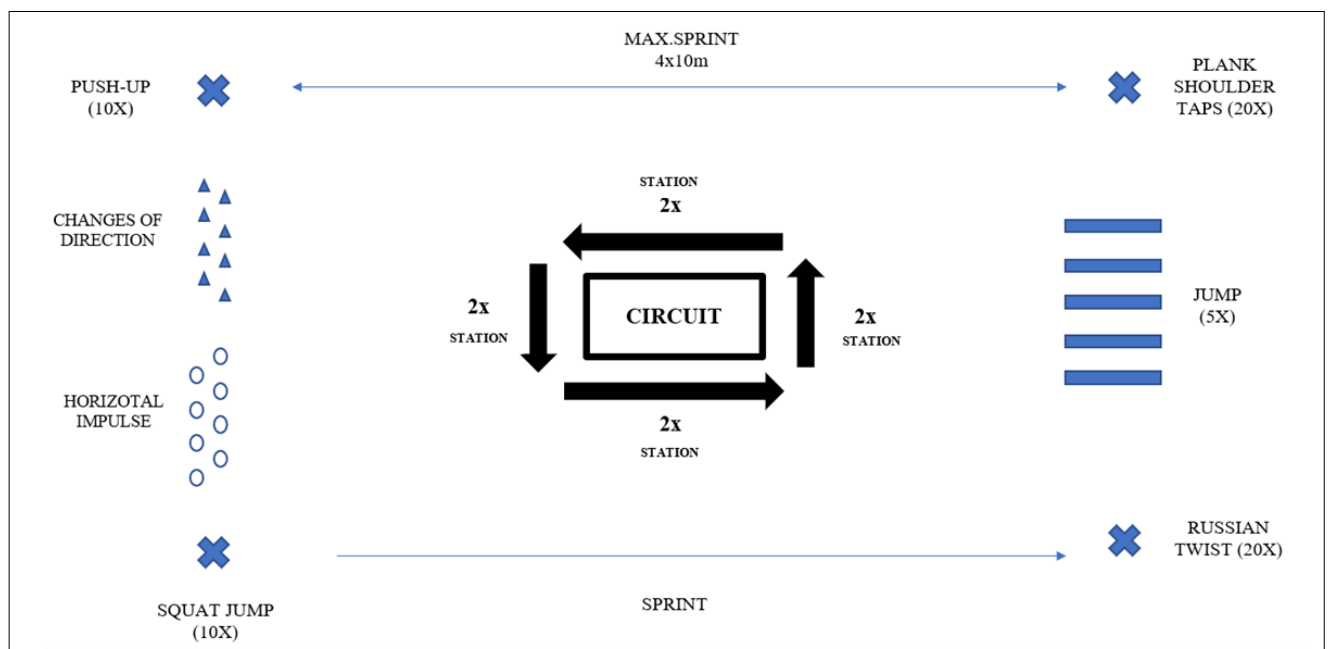 MAX.SPRINT
4x10m
PUSH-UP
(10X)
PLANK
SHOULDER
TAPS (20X)
STATION
2x
CHANGES OF
DIRECTION
2x
STATION
CIRCUIT
2x
STATION
JUMP
(5X)
HORIZOTAL
IMPULSE
2x
STATION
RUSSIAN
TWIST (20X)
SQUAT JUMP
(10X)
SPRINT